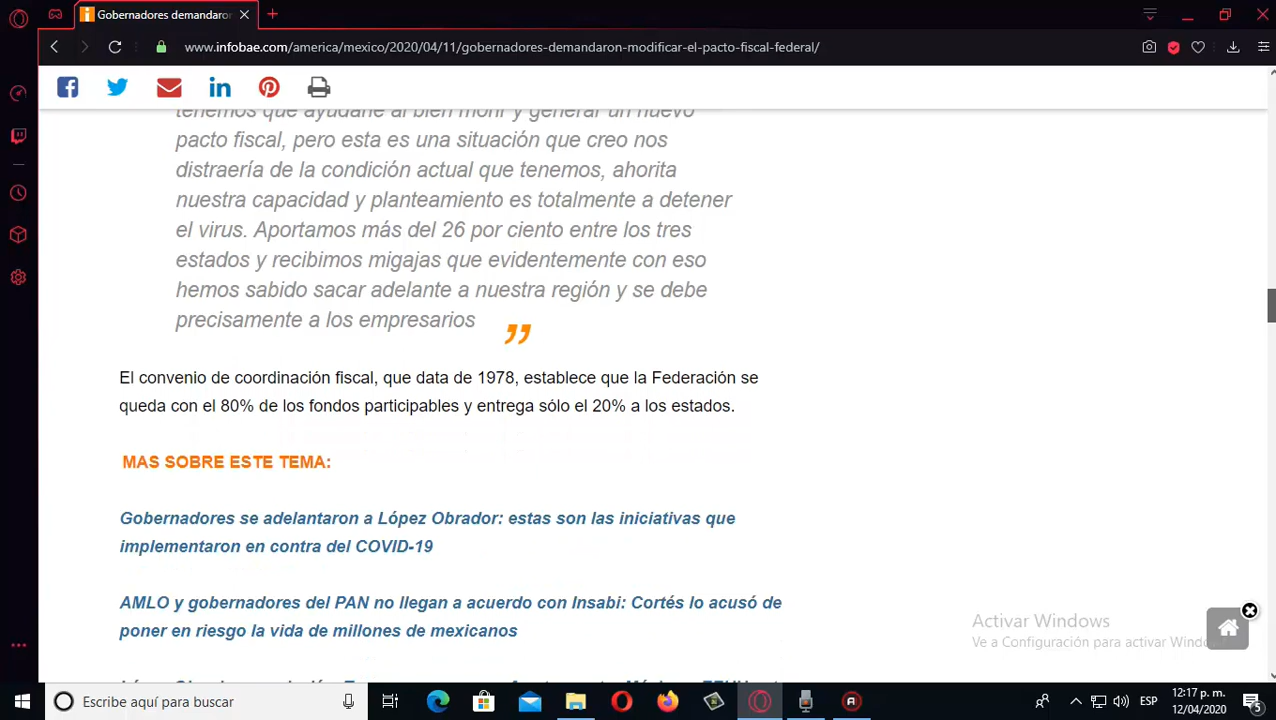 Gobernadores demandaron
www.infobae.com/america/mexico/2020/04/11/gobernadores-demandaron-modificar-el-pacto-fiscal-federal/
tenemos que ayudarle al bien morir y generar un nuevo
pacto fiscal, pero esta es una situación que creo nos
distraería de la condición actual que tenemos, ahorita
nuestra capacidad y planteamiento es totalmente a detener
el virus. Aportamos más del 26 por ciento entre los tres
estados y recibimos migajas que evidentemente con eso
hemos sabido sacar adelante a nuestra región y se debe
precisamente a los empresarios
”
El convenio de coordinación fiscal, que data de 1978, establece que la Federación se
queda con el 80% de los fondos participables y entrega sólo el 20% a los estados.
MAS SOBRE ESTE TEMA:
Gobernadores se adelantaron a López Obrador: estas son las iniciativas que
implementaron en contra del COVID-19
AMLO y gobernadores del PAN no llegan a acuerdo con Insabi: Cortés lo acusó de
poner en riesgo la vida de millones de mexicanos
Activar Windows
Ve a Configuración para activar Windows
Escribe aquí para buscar
ESP
12:17 p. m.
12/04/2020
5